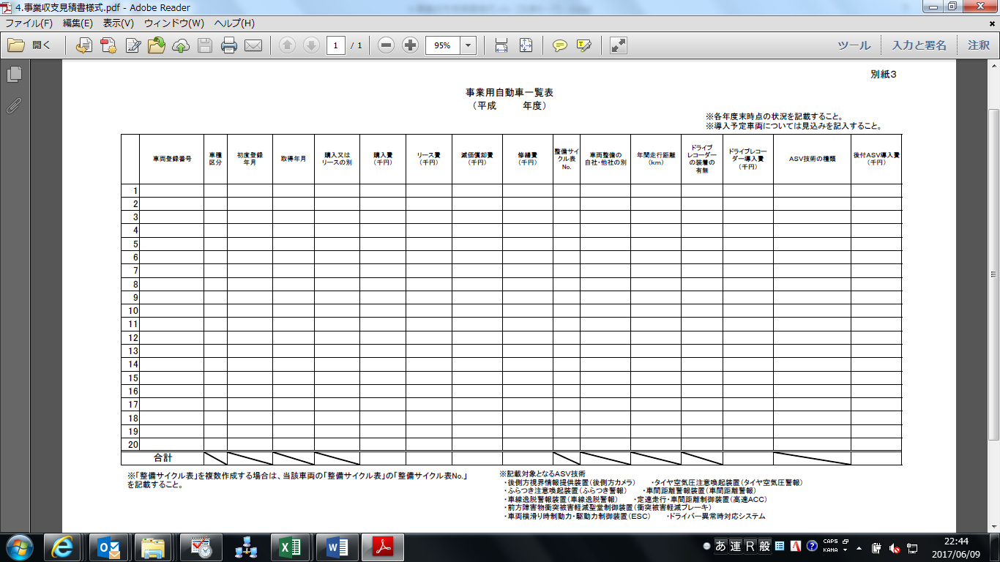 4.事業収支見積書様式.pdf - Adobe Reader
ファイル(F) 編集(E) 表示(V) ウィンドウ(W) ヘルプ(H)
開く 1 / 1 95% ツール 入力と署名 注釈
別紙3
事業用自動車一覧表
（平成　　　年度）
※各年度末時点の状況を記載すること。
※導入予定車両については見込みを記入すること。
車両登録番号
車種
区分
初度登録
年月
取得年月
購入又は
リースの別
購入費
（千円）
リース費
（千円）
減価償却費
（千円）
修繕費
（千円）
整備サイ
クル表
No.
車両整備の
自社・他社の別
年間走行距離
（km）
ドライブ
レコーダー
の装着の
有無
ドライブレコー
ダー導入費
（千円）
ASV技術の種類
後付ASV導入費
（千円）
1
2
3
4
5
6
7
8
9
10
11
12
13
14
15
16
17
18
19
20
合計
※「整備サイクル表」を複数作成する場合は、当該車両の「整備サイクル表」の「整備サイクル表No.」
を記載すること。
※記載対象となるASV技術
・後側方視界情報提供装置（後側方カメラ）　　・タイヤ空気圧注意喚起装置（タイヤ空気圧警報）
・ふらつき注意喚起装置（ふらつき警報）　　・車間距離警報装置（車間距離警報）
・車線逸脱警報装置（車線逸脱警報）　　・定速走行・車間距離制御装置（高速ACC）
・前方障害物衝突被害軽減聖堂制御装置（衝突被害軽減ブレーキ）
・車両横滑り時制動力・駆動力制御装置（ESC）　　・ドライバー異常時対応システム
あ 連 R 般 CAPS KANA
22:44
2017/06/09